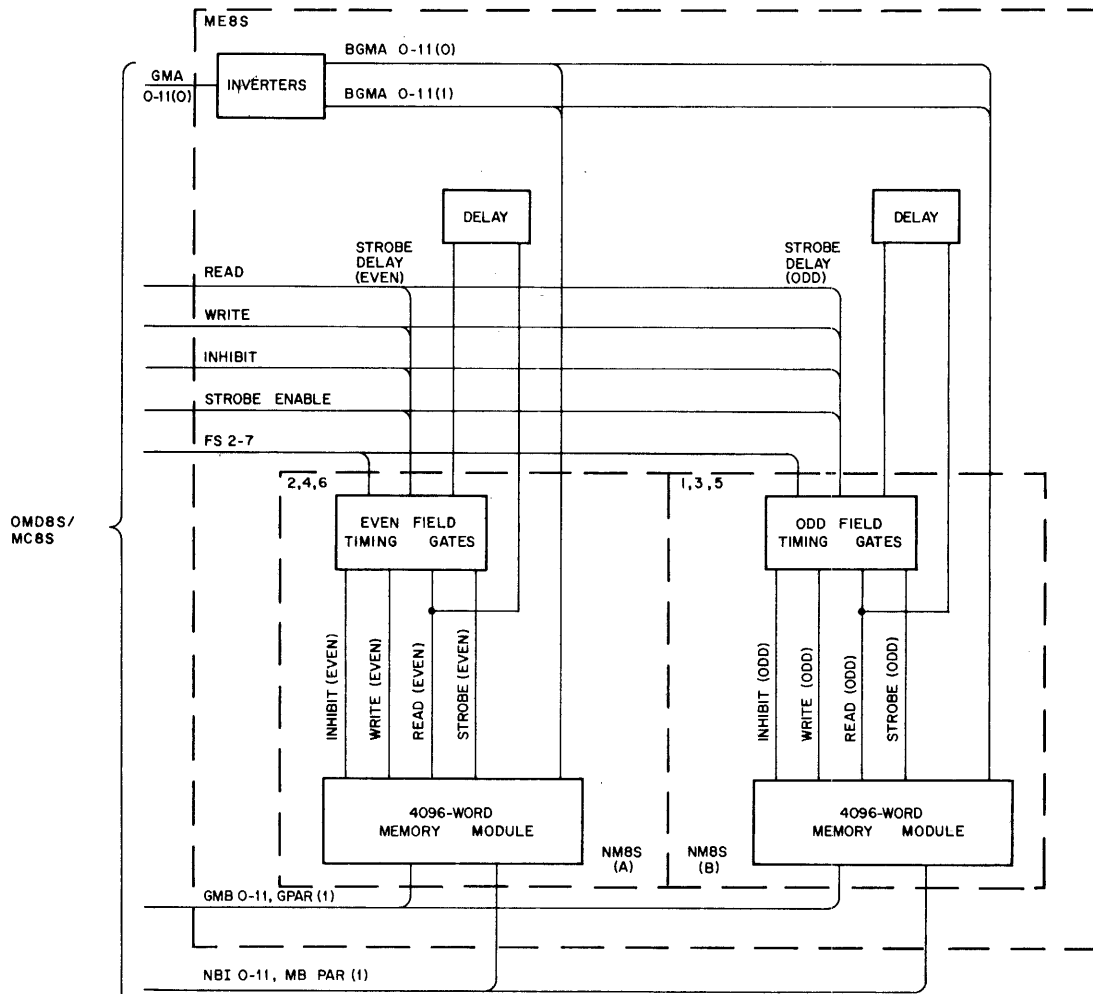 ME8S
GMA
0-11(0)
INVERTERS
BGMA 0-11(0)
BGMA 0-11(1)
DELAY
DELAY
STROBE
DELAY
(EVEN)
STROBE
DELAY
(ODD)
READ
WRITE
INHIBIT
STROBE ENABLE
FS 2-7
2,4,6
1,3,5
OMD8S/
MC8S
EVEN FIELD
TIMING GATES
ODD FIELD
TIMING GATES
INHIBIT (EVEN)
WRITE (EVEN)
READ (EVEN)
STROBE (EVEN)
INHIBIT (ODD)
WRITE (ODD)
READ (ODD)
STROBE (ODD)
4096-WORD
MEMORY MODULE
4096-WORD
MEMORY MODULE
NM8S
(A)
NM8S
(B)
GMB 0-11, GPAR (1)
NBI 0-11, MB PAR (1)